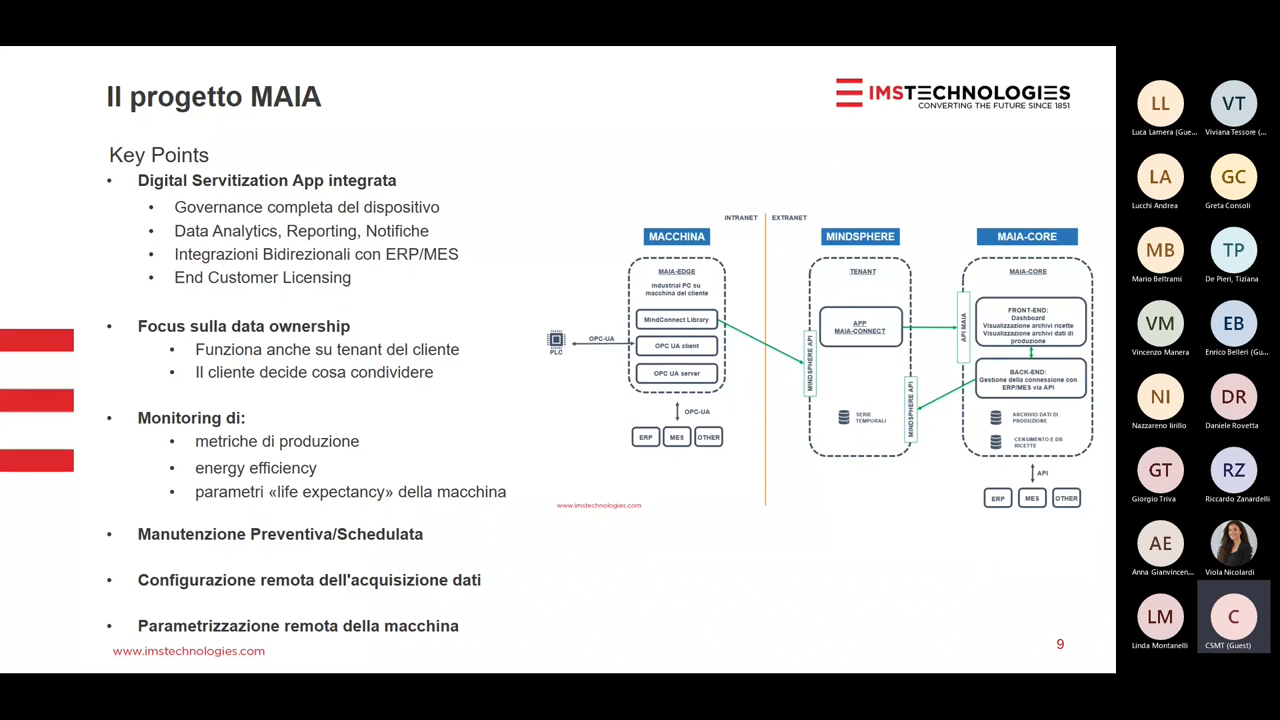 Il progetto MAIA
IMSTECHNOLOGIES
CONVERTING THE FUTURE SINCE 1851
Key Points
• Digital Servitization App integrata
• Governance completa del dispositivo
• Data Analytics, Reporting, Notifiche
• Integrazioni Bidirezionali con ERP/MES
• End Customer Licensing
• Focus sulla data ownership
• Funziona anche su tenant del cliente
• Il cliente decide cosa condividere
• Monitoring di:
• metriche di produzione
• energy efficiency
• parametri «life expectancy» della macchina
• Manutenzione Preventiva/Schedulata
• Configurazione remota dell'acquisizione dati
• Parametrizzazione remota della macchina
www.imstechnologies.com
INTRANET
EXTRANET
MACCHINA
MAIA-EDGE
industrial PC su
macchina del cliente
MindConnect Library
OPC UA client
OPC UA server
PLC
OPC-UA
OPC-UA
ERP
MES
OTHER
MINDSPHERE
TENANT
MINDSPHERE API
APP
MAIA-CONNECT
SERIE
TEMPORALI
MINDSPHERE API
MAIA-CORE
MAIA-CORE
API MAIA
FRONT-END:
Dashboard
Visualizzazione archivi ricette
Visualizzazione archivi dati di
produzione
BACK-END:
Gestione della connessione con
ERP/MES via API
ARCHIVIO DATI DI
PRODUZIONE
CENSIMENTO E DB
RICETTE
API
ERP
MES
OTHER
www.imstechnologies.com
9
LL
Luca Lamera (Gue...
VT
Viviana Tessore (...
LA
Lucchi Andrea
GC
Greta Consoli
MB
Mario Beltrami
TP
De Pieri, Tiziana
VM
Vincenzo Manera
EB
Enrico Belleri (Gu...
NI
Nazzareno Iirillo
DR
Daniele Rovetta
GT
Giorgio Triva
RZ
Riccardo Zanardelli
AE
Anna Gianvincen...
Viola Nicolardi
LM
Linda Montanelli
C
CSMT (Guest)